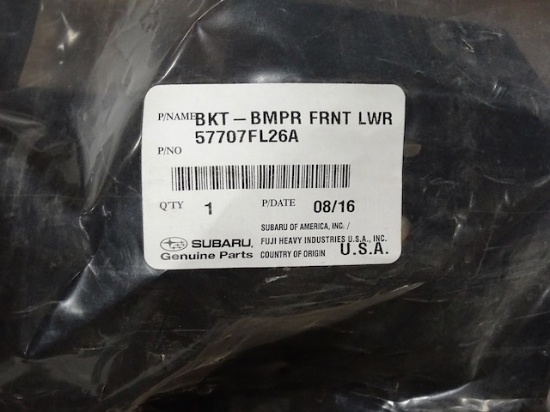 P/NAME BKT-BMPR FRNT LWR
57707FL26A
P/NO
Q'TY 1 P/DATE 08/16
SUBARU OF AMERICA, INC. /
SUBARU. FUJI HEAVY INDUSTRIES U.S.A., INC.
Genuine Parts COUNTRY OF ORIGIN U.S.A.